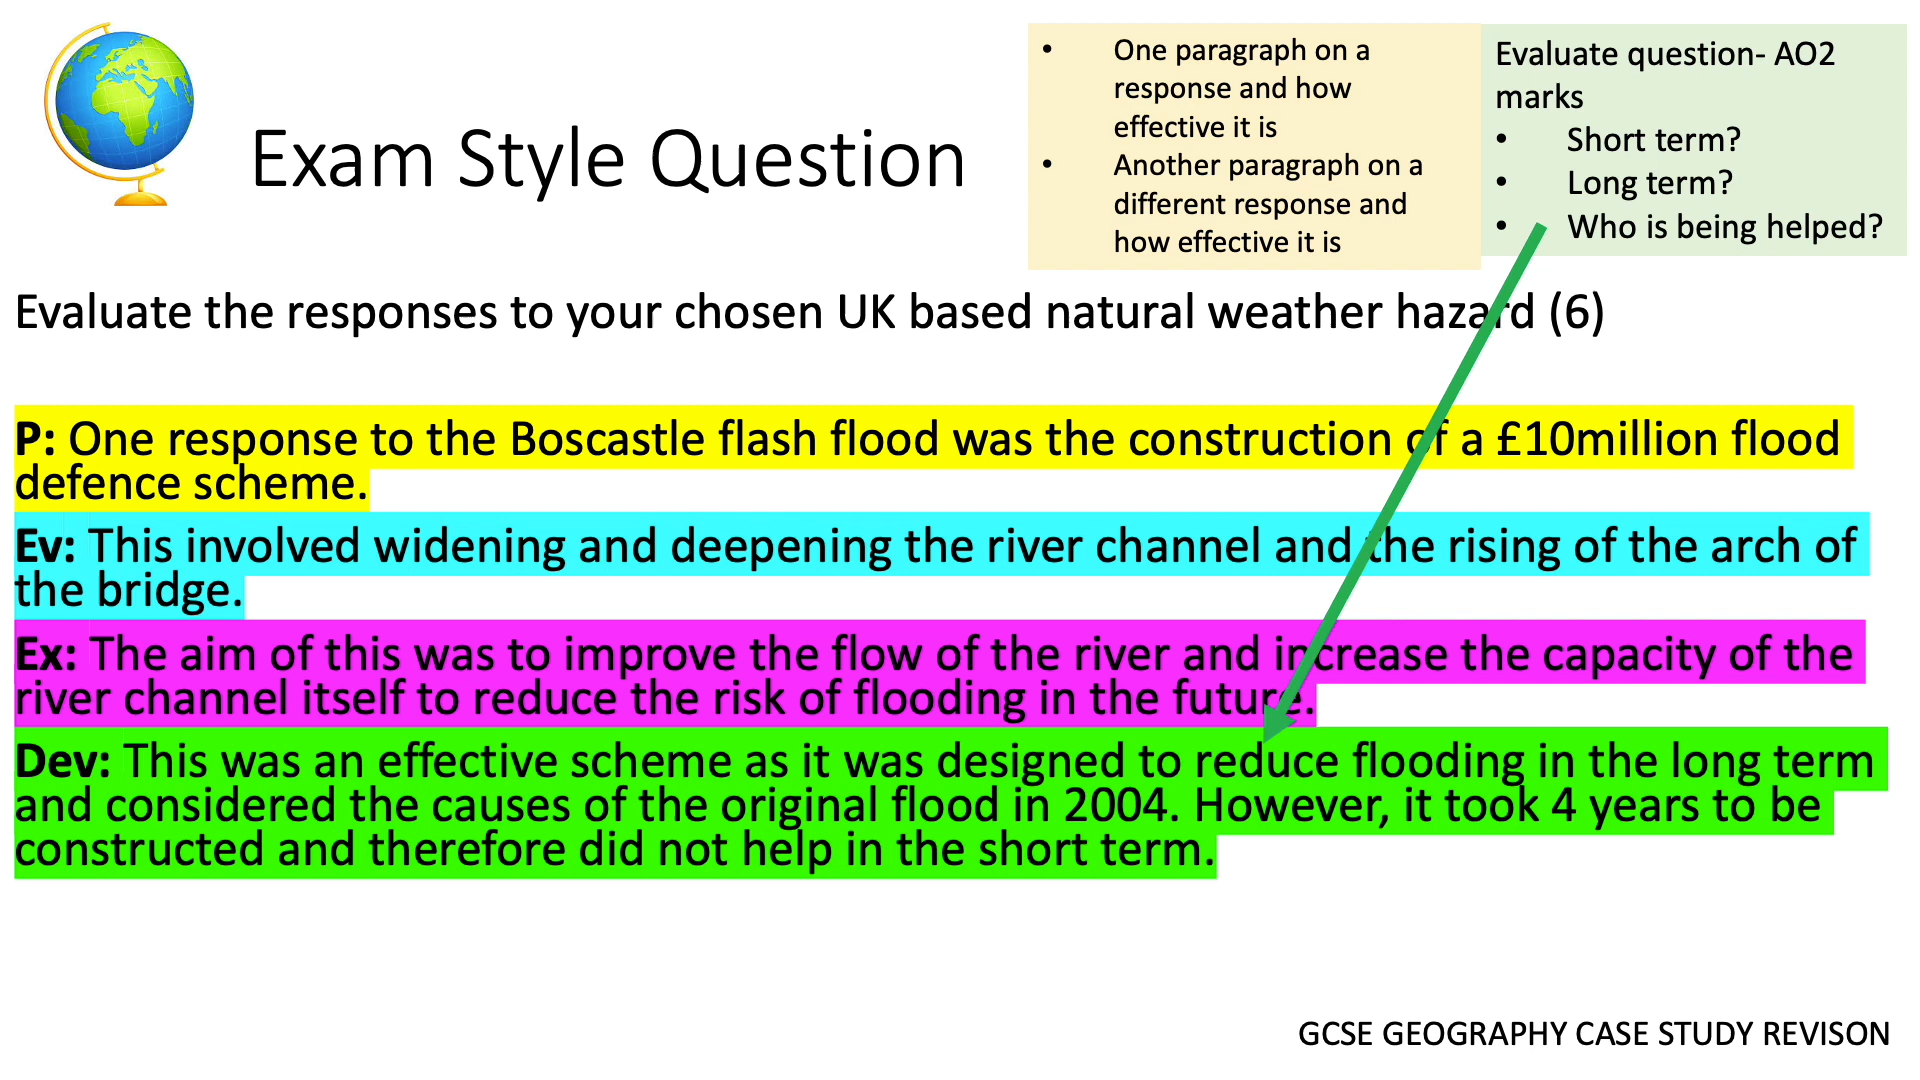 Exam Style Question
• One paragraph on a
response and how
effective it is
• Another paragraph on a
different response and
how effective it is
Evaluate question- AO2
marks
• Short term?
• Long term?
• Who is being helped?
Evaluate the responses to your chosen UK based natural weather hazard (6)
P: One response to the Boscastle flash flood was the construction of a £10million flood
defence scheme.
Ev: This involved widening and deepening the river channel and the rising of the arch of
the bridge.
Ex: The aim of this was to improve the flow of the river and increase the capacity of the
river channel itself to reduce the risk of flooding in the future.
Dev: This was an effective scheme as it was designed to reduce flooding in the long term
and considered the causes of the original flood in 2004. However, it took 4 years to be
constructed and therefore did not help in the short term.
GCSE GEOGRAPHY CASE STUDY REVISON